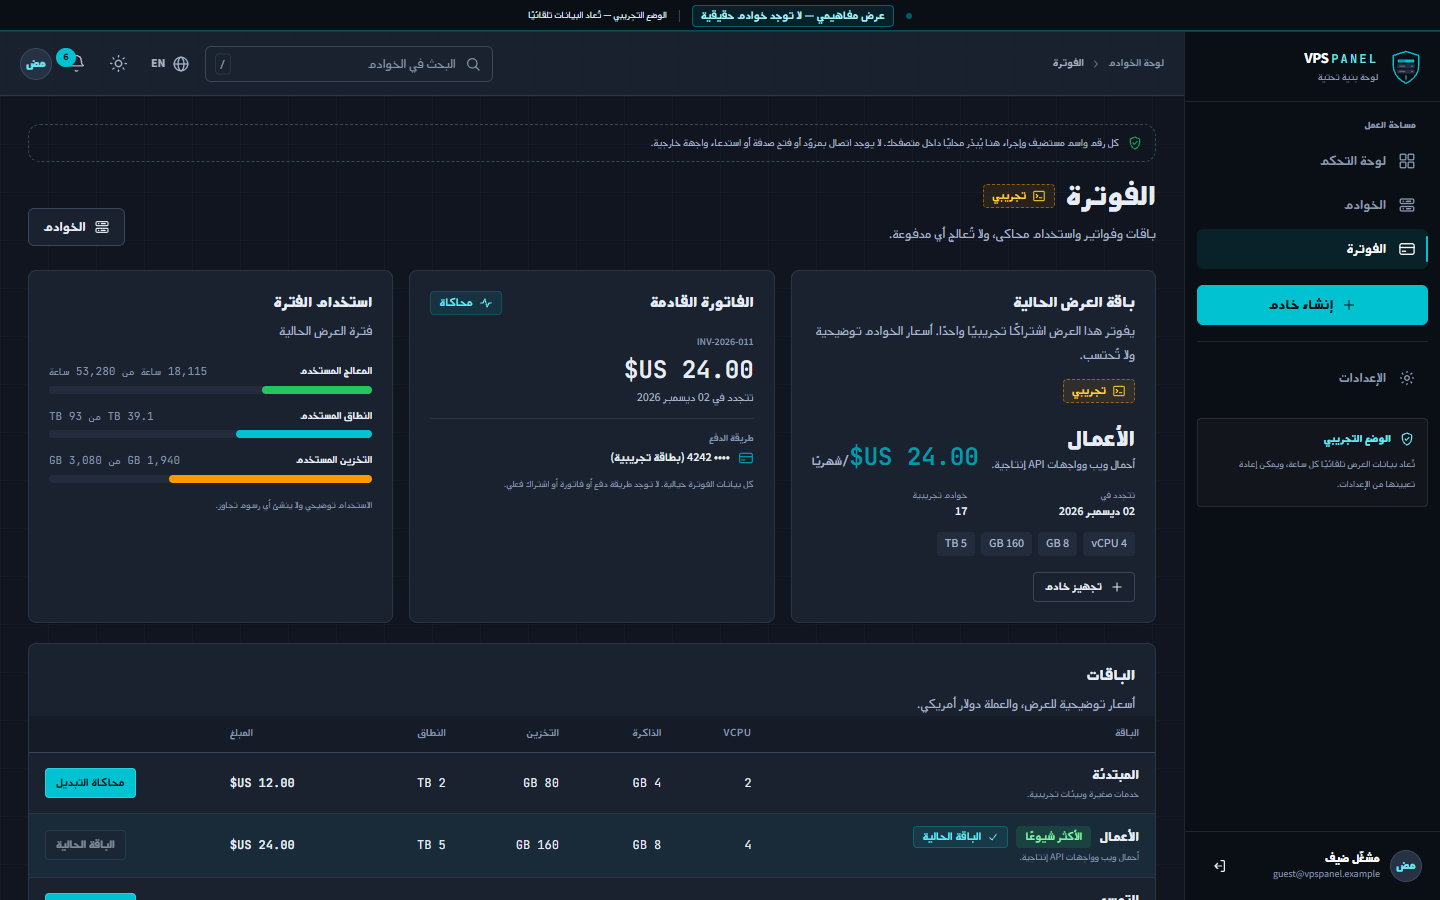 عرض مفاهيمي — لا توجد خوادم حقيقية
الوضع التجريبي — تُعاد البيانات تلقائيًا
VPSPANEL
لوحة بنية تحتية
لوحة الخوادم
الفوترة
البحث في الخوادم
/
EN
6
مض
مساحة العمل
لوحة التحكم
الخوادم
الفوترة
إنشاء خادم
الإعدادات
الوضع التجريبي
تُعاد بيانات العرض تلقائيًا كل ساعة، ويمكن إعادة
تعيينها من الإعدادات.
مض
مشغّل ضيف
guest@vpspanel.example
كل رقم واسم مستضيف وإجراء هنا يُبذّر محليًا داخل متصفحك. لا يوجد اتصال بمزوّد أو فتح صدفة أو استدعاء واجهة خارجية.
الفوترة
تجريبي
باقات وفواتير واستخدام محاكى، ولا تُعالج أي مدفوعة.
الخوادم
باقة العرض الحالية
يفوتر هذا العرض اشتراكًا تجريبيًا واحدًا. أسعار الخوادم توضيحية
ولا تُحتسب.
تجريبي
الأعمال
أحمال ويب وواجهات API إنتاجية.
$US 24.00/شهريًا
تتجدد في
02 ديسمبر 2026
خوادم تجريبية
17
4 vCPU
8 GB
160 GB
5 TB
تجهيز خادم
الفاتورة القادمة
محاكاة
INV-2026-011
$US 24.00
تتجدد في 02 ديسمبر 2026
طريقة الدفع
•••• 4242 (بطاقة تجريبية)
كل بيانات الفوترة خيالية. لا توجد طريقة دفع أو فاتورة أو اشتراك فعلي.
استخدام الفترة
فترة العرض الحالية
المعالج المستخدم
18,115 ساعة من 53,280 ساعة
النطاق المستخدم
39.1 TB من 93 TB
التخزين المستخدم
1,940 GB من 3,080 GB
الاستخدام توضيحي ولا ينشئ أي رسوم تجاوز.
الباقات
أسعار توضيحية للعرض، والعملة دولار أمريكي.
الباقة
VCPU
الذاكرة
التخزين
النطاق
المبلغ
المبتدئة
خدمات صغيرة وبيئات تجريبية.
2
4 GB
80 GB
2 TB
$US 12.00
محاكاة التبديل
الأعمال
الأكثر شيوعًا
الباقة الحالية
أحمال ويب وواجهات API إنتاجية.
4
8 GB
160 GB
5 TB
$US 24.00
الباقة الحالية